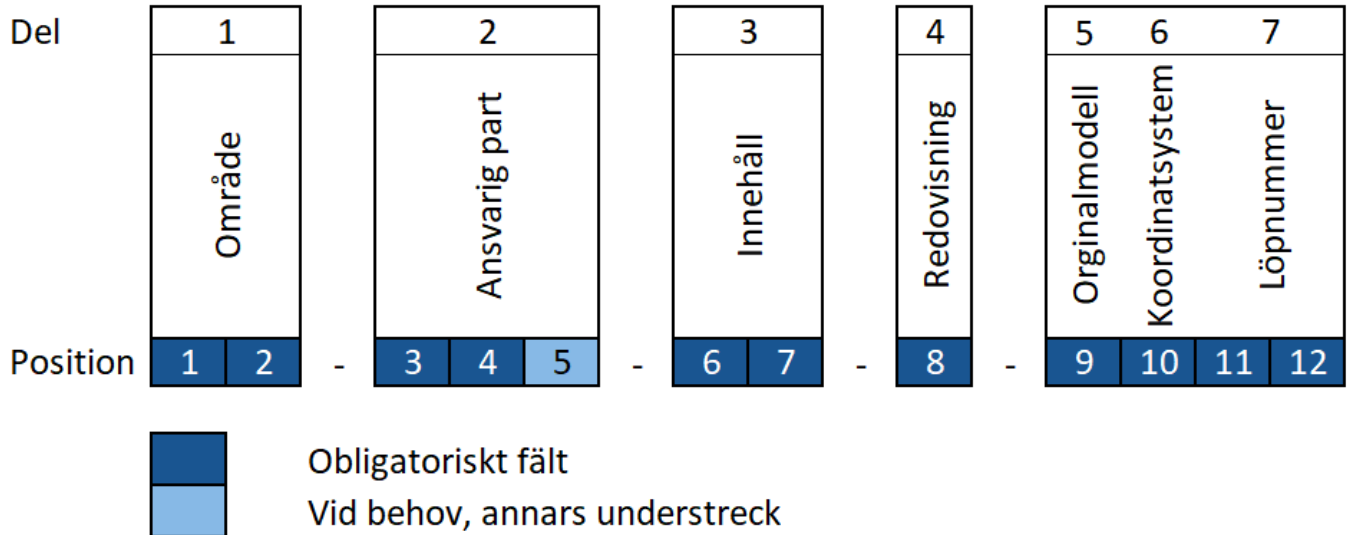 Del 1 2 3 4 5 6 7
Område
Ansvarig part
Innehåll
Redovisning
Orginalmodell
Koordinatsystem
Löpnummer
Position 1 2 - 3 4 5 - 6 7 - 8 - 9 10 11 12
Obligatoriskt fält
Vid behov, annars understreck